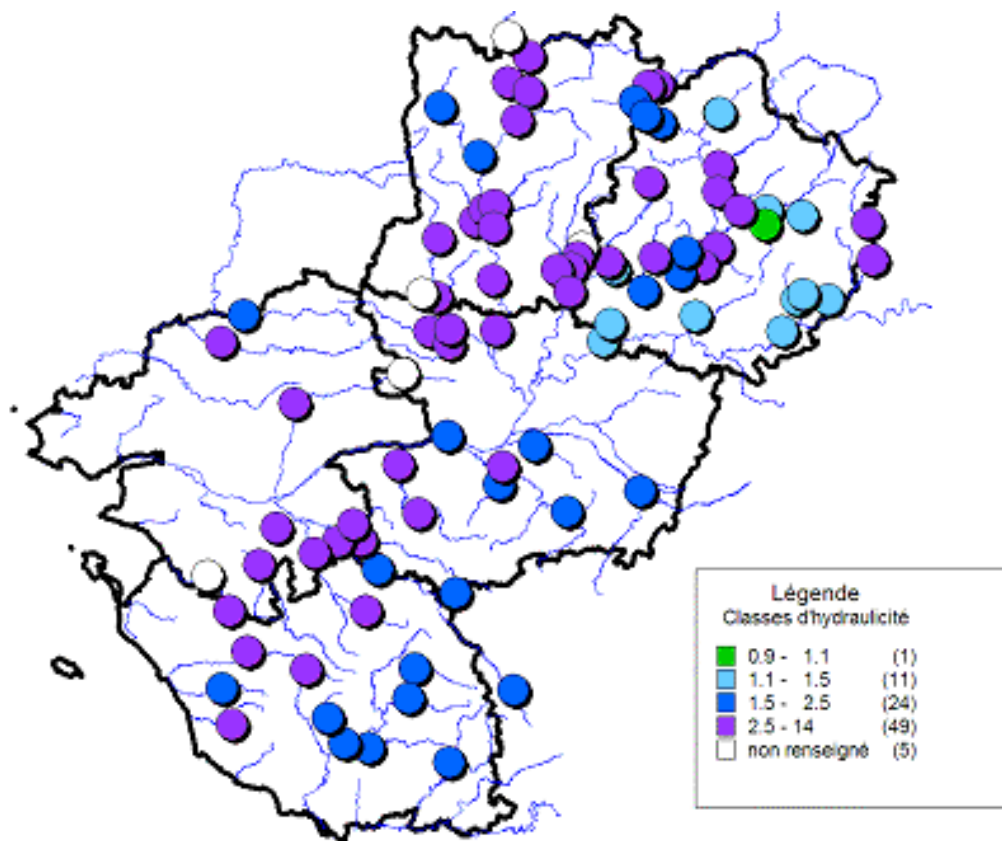 Légende
Classes d'hydraulicité
0.9 - 1.1 (1)
1.1 - 1.5 (11)
1.5 - 2.5 (24)
2.5 - 14 (49)
non renseigné (5)